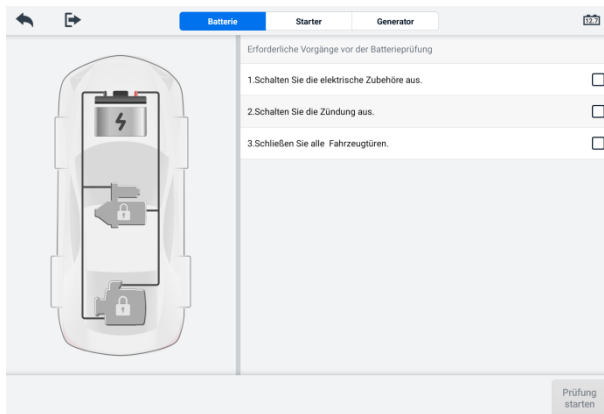 Batterie Starter Generator 12.7
Erforderliche Vorgänge vor der Batterieprüfung
1.Schalten Sie die elektrische Zubehöre aus.
2.Schalten Sie die Zündung aus.
3.Schließen Sie alle Fahrzeugtüren.
Prüfung
starten